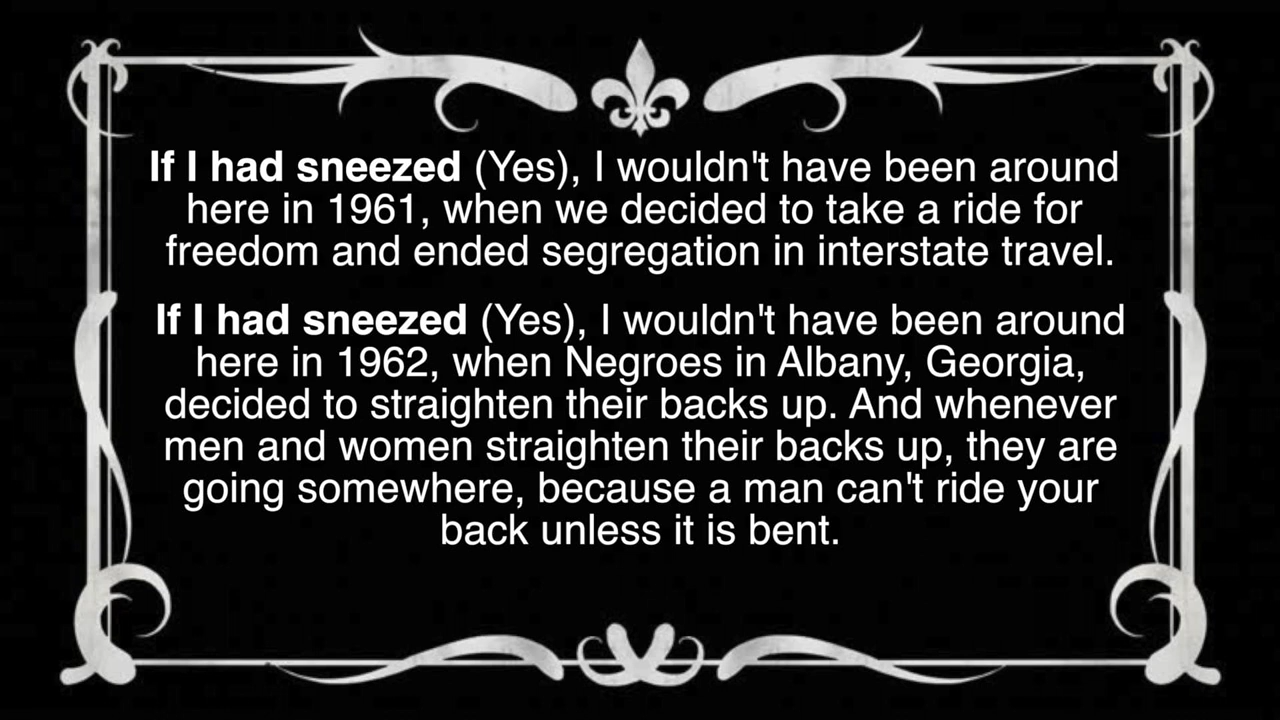 If I had sneezed (Yes), I wouldn't have been around
here in 1961, when we decided to take a ride for
freedom and ended segregation in interstate travel.
If I had sneezed (Yes), I wouldn't have been around
here in 1962, when Negroes in Albany, Georgia,
decided to straighten their backs up. And whenever
men and women straighten their backs up, they are
going somewhere, because a man can't ride your
back unless it is bent.